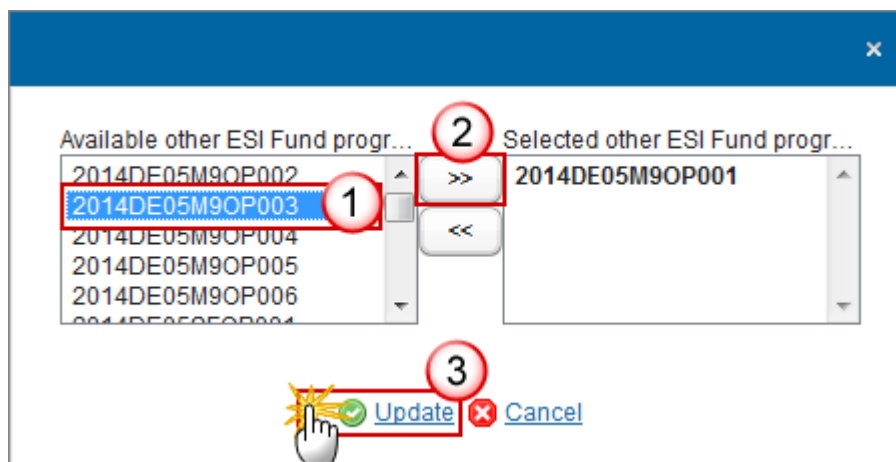 ×
Available other ESI Fund progr...
2014DE05M9OP002
2014DE05M9OP003
2014DE05M9OP004
2014DE05M9OP005
2014DE05M9OP006
1
2
>>
<<
Selected other ESI Fund progr...
2014DE05M9OP001
3
Update
Cancel